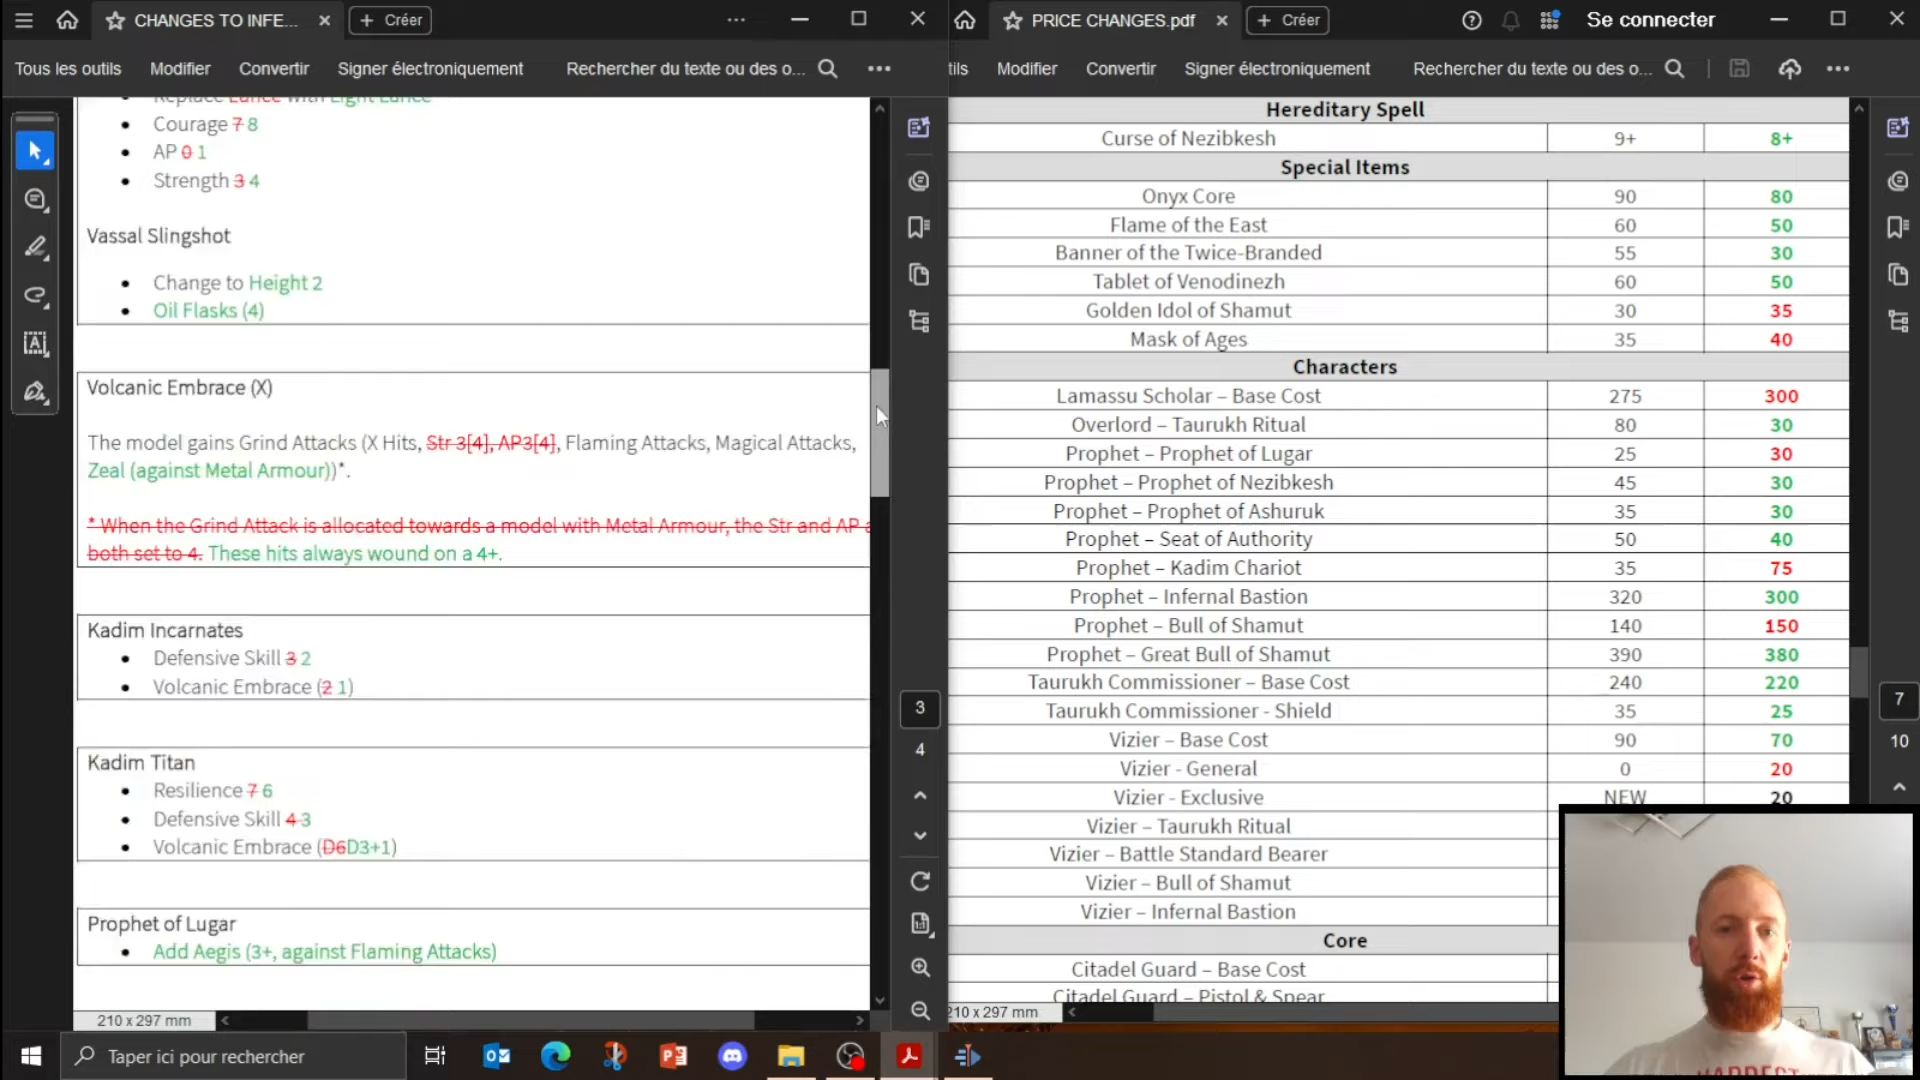 CHANGES TO INFE...
Créer
Tous les outils
Modifier
Convertir
Signer électroniquement
Rechercher du texte ou des o...
Replace Lance with Light Lance
Courage 7 8
AP 0 1
Strength 3 4
Vassal Slingshot
Change to Height 2
Oil Flasks (4)
Volcanic Embrace (X)
The model gains Grind Attacks (X Hits, Str 3[4], AP3[4], Flaming Attacks, Magical Attacks,
Zeal (against Metal Armour))*.
* When the Grind Attack is allocated towards a model with Metal Armour, the Str and AP a
both set to 4. These hits always wound on a 4+.
Kadim Incarnates
Defensive Skill 3 2
Volcanic Embrace (2 1)
Kadim Titan
Resilience 7 6
Defensive Skill 4 3
Volcanic Embrace (D6D3+1)
Prophet of Lugar
Add Aegis (3+, against Flaming Attacks)
3
4
210 x 297 mm
PRICE CHANGES.pdf
Créer
Se connecter
tils
Modifier
Convertir
Signer électroniquement
Rechercher du texte ou des o...
Hereditary Spell
Curse of Nezibkesh 9+ 8+
Special Items
Onyx Core 90 80
Flame of the East 60 50
Banner of the Twice-Branded 55 30
Tablet of Venodinezh 60 50
Golden Idol of Shamut 30 35
Mask of Ages 35 40
Characters
Lamassu Scholar – Base Cost 275 300
Overlord – Taurukh Ritual 80 30
Prophet – Prophet of Lugar 25 30
Prophet – Prophet of Nezibkesh 45 30
Prophet – Prophet of Ashuruk 35 30
Prophet – Seat of Authority 50 40
Prophet – Kadim Chariot 35 75
Prophet – Infernal Bastion 320 300
Prophet – Bull of Shamut 140 150
Prophet – Great Bull of Shamut 390 380
Taurukh Commissioner – Base Cost 240 220
Taurukh Commissioner - Shield 35 25
Vizier – Base Cost 90 70
Vizier - General 0 20
Vizier - Exclusive NEW 20
Vizier – Taurukh Ritual
Vizier – Battle Standard Bearer
Vizier – Bull of Shamut
Vizier – Infernal Bastion
Core
Citadel Guard – Base Cost
Citadel Guard – Pistol & Spear
7
10
210 x 297 mm
Taper ici pour rechercher